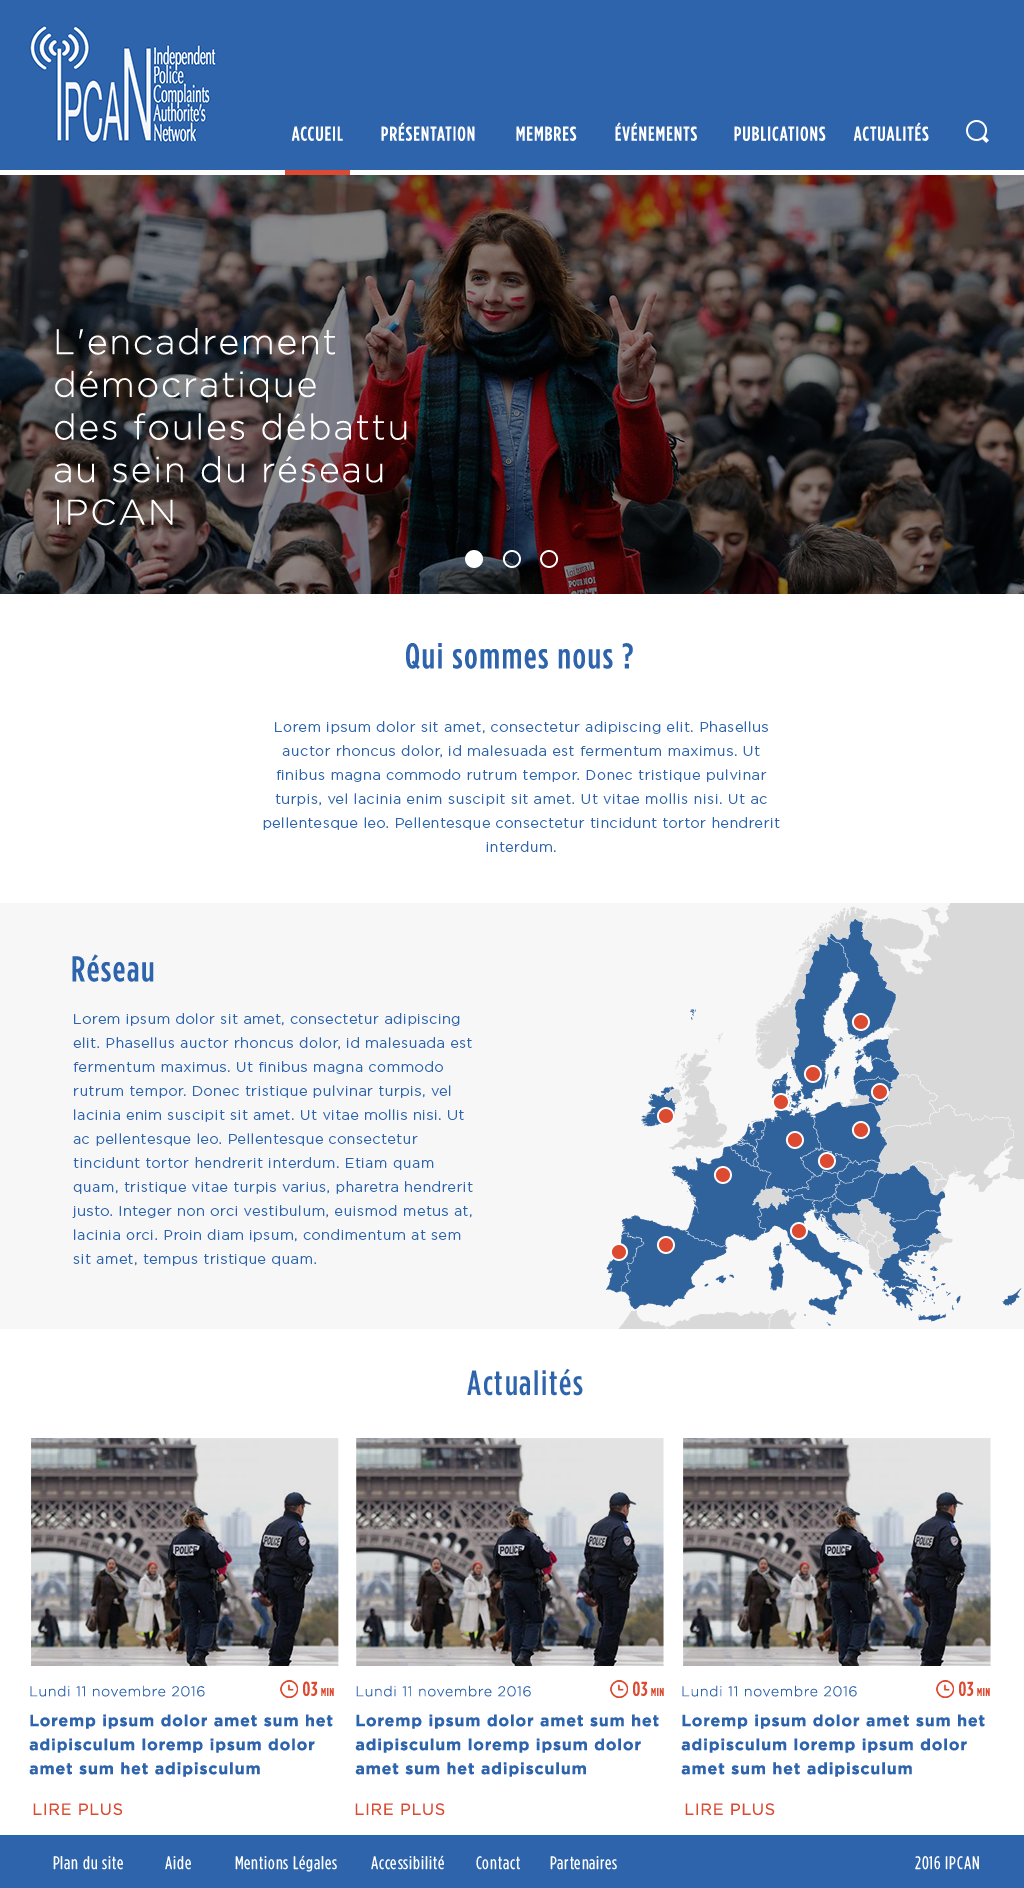 IPCAN
Independent
Police
Complaints
Authorite's
Network
ACCUEIL PRÉSENTATION MEMBRES ÉVÉNEMENTS PUBLICATIONS ACTUALITÉS
L'encadrement
démocratique
des foules débattu
au sein du réseau
IPCAN
POURQUOI
Qui sommes nous ?
Lorem ipsum dolor sit amet, consectetur adipiscing elit. Phasellus
auctor rhoncus dolor, id malesuada est fermentum maximus. Ut
finibus magna commodo rutrum tempor. Donec tristique pulvinar
turpis, vel lacinia enim suscipit sit amet. Ut vitae mollis nisi. Ut ac
pellentesque leo. Pellentesque consectetur tincidunt tortor hendrerit
interdum.
Réseau
Lorem ipsum dolor sit amet, consectetur adipiscing
elit. Phasellus auctor rhoncus dolor, id malesuada est
fermentum maximus. Ut finibus magna commodo
rutrum tempor. Donec tristique pulvinar turpis, vel
lacinia enim suscipit sit amet. Ut vitae mollis nisi. Ut
ac pellentesque leo. Pellentesque consectetur
tincidunt tortor hendrerit interdum. Etiam quam
quam, tristique vitae turpis varius, pharetra hendrerit
justo. Integer non orci vestibulum, euismod metus at,
lacinia orci. Proin diam ipsum, condimentum at sem
sit amet, tempus tristique quam.
Actualités
POLICE POLICE
POLICE POLICE
POLICE POLICE
Lundi 11 novembre 2016 03 MIN
Loremp ipsum dolor amet sum het
adipisculum loremp ipsum dolor
amet sum het adipisculum
LIRE PLUS
Lundi 11 novembre 2016 03 MIN
Loremp ipsum dolor amet sum het
adipisculum loremp ipsum dolor
amet sum het adipisculum
LIRE PLUS
Lundi 11 novembre 2016 03 MIN
Loremp ipsum dolor amet sum het
adipisculum loremp ipsum dolor
amet sum het adipisculum
LIRE PLUS
Plan du site Aide Mentions Légales Accessibilité Contact Partenaires 2016 IPCAN